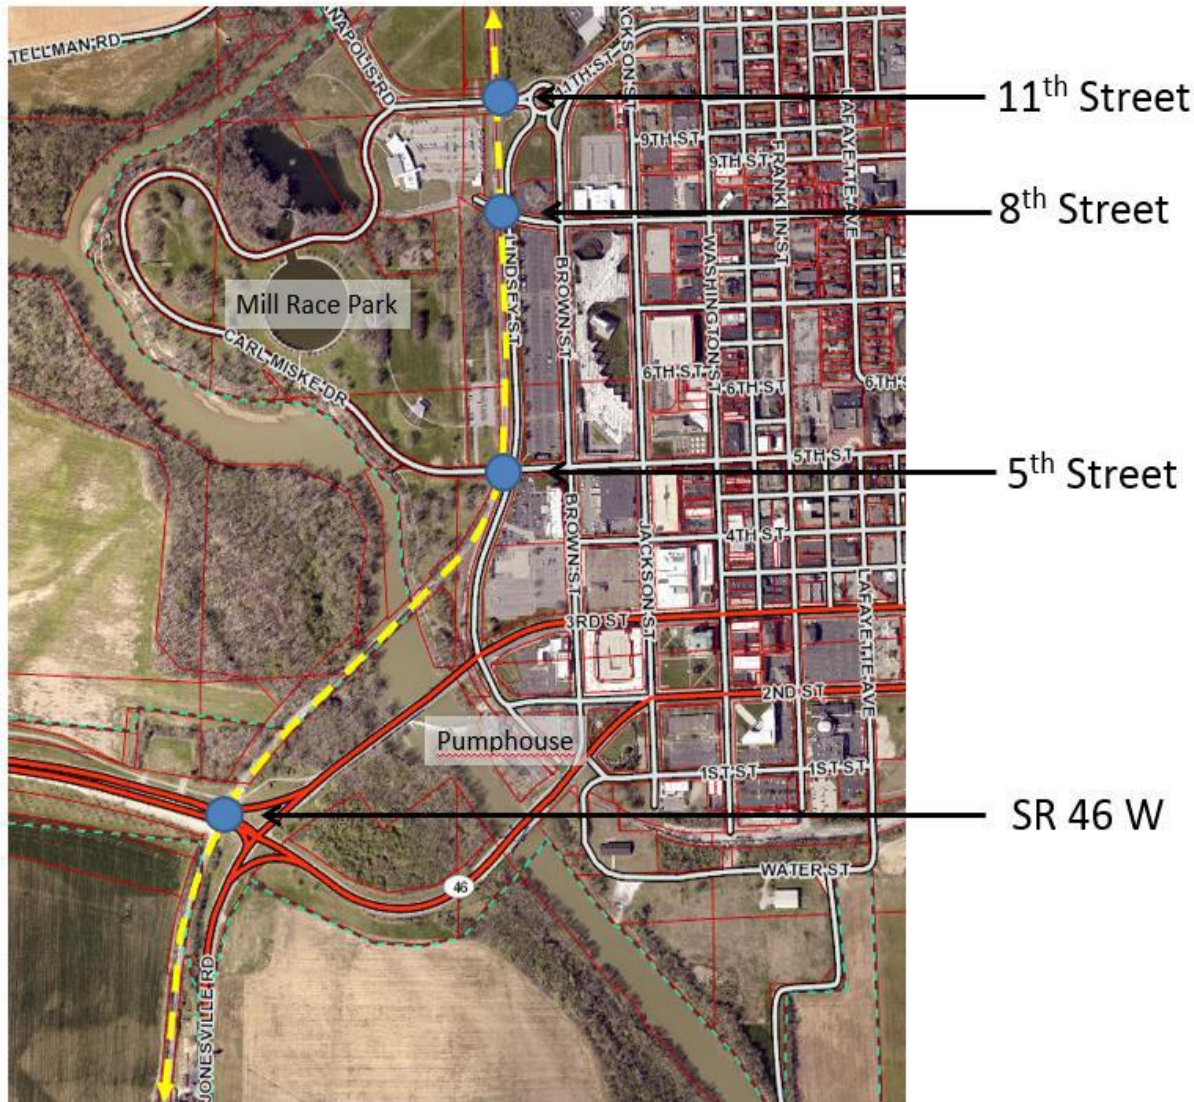 TELLMAN RD
NAPOLIS RD
11TH ST
JACKSON ST
11th Street
LAFAYETTE AVE
9TH ST
9TH ST
FRANKLIN ST
8th Street
LINDSEY ST
BROWN ST
WASHINGTON ST
Mill Race Park
CARL MISKE DR
6TH ST
6TH ST
6TH S
5TH ST
5th Street
BROWN ST
JACKSON ST
4TH ST
LAFAYETTE AVE
3RD ST
2ND ST
Pumphouse
1ST ST
1ST ST
SR 46 W
WATER ST
46
JONESVILLE RD